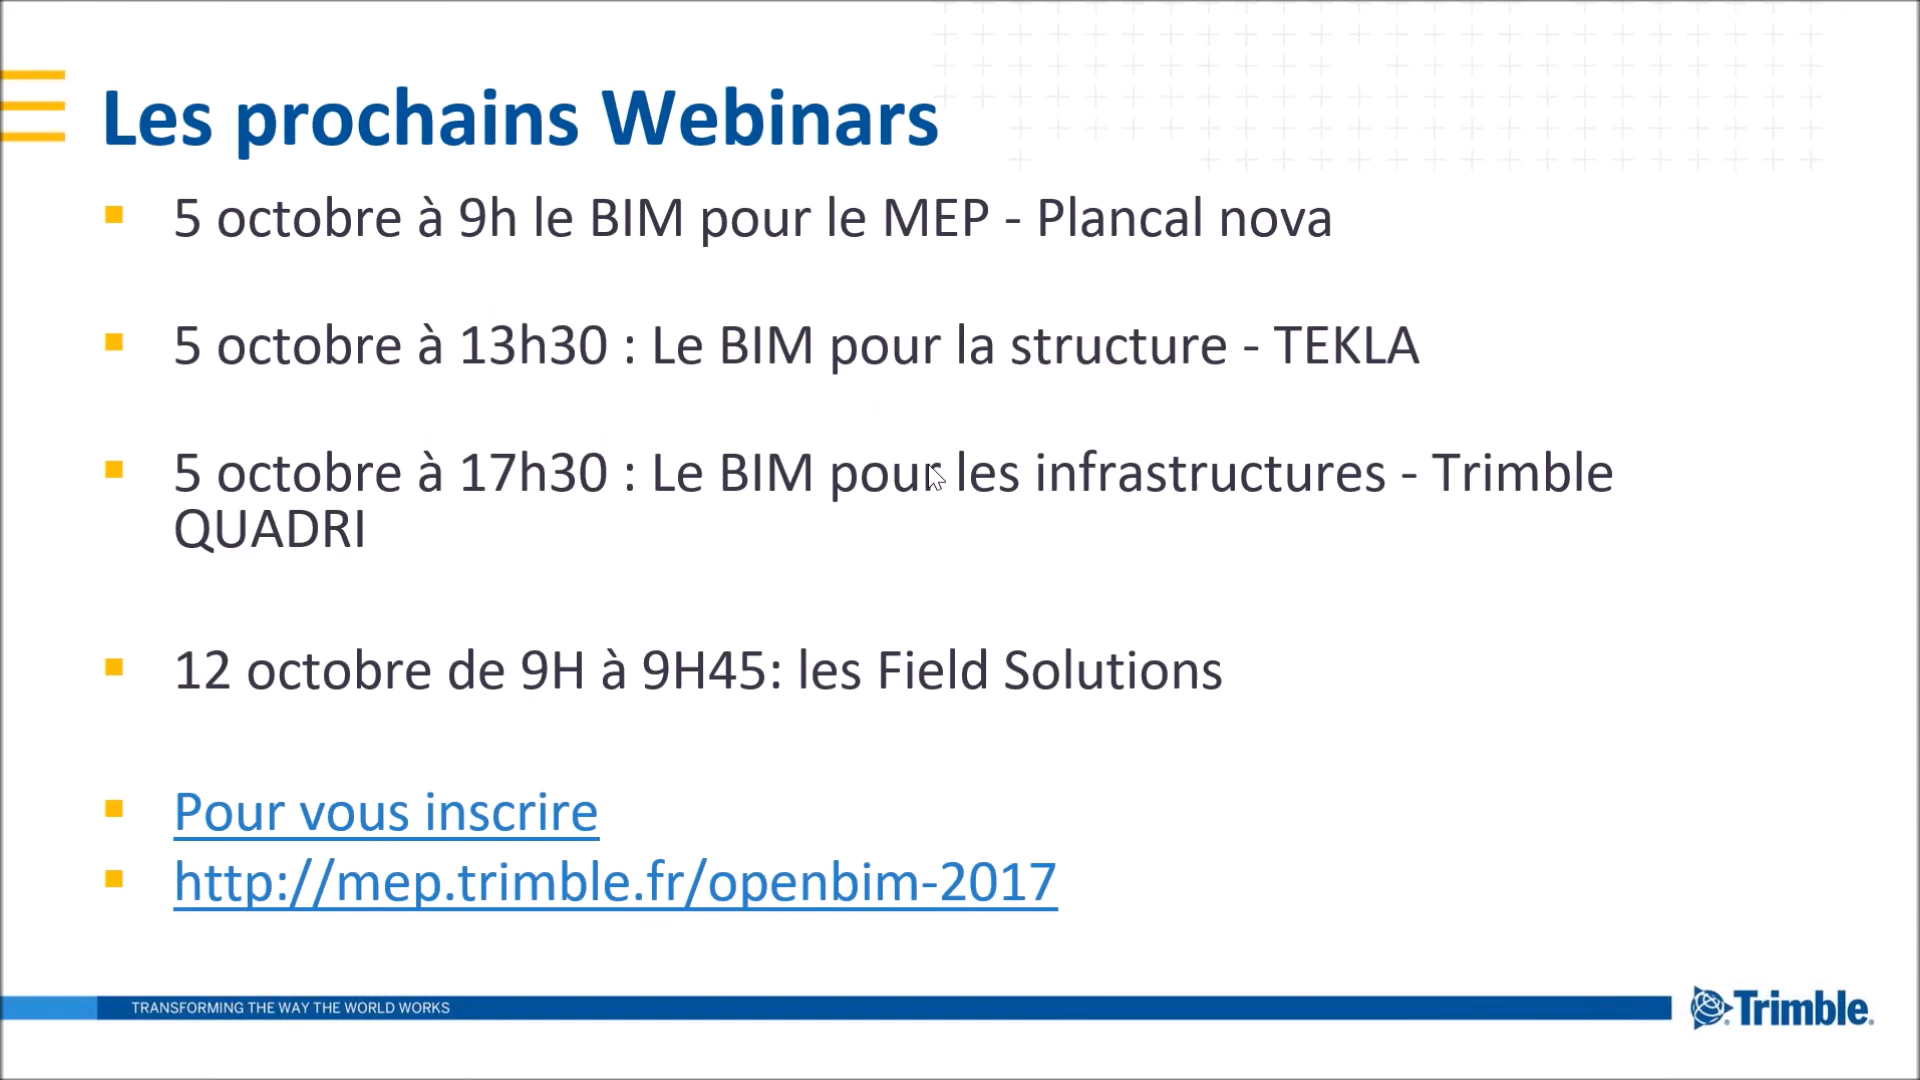 Les prochains Webinars
5 octobre à 9h le BIM pour le MEP - Plancal nova
5 octobre à 13h30 : Le BIM pour la structure - TEKLA
5 octobre à 17h30 : Le BIM pour les infrastructures - Trimble
QUADRI
12 octobre de 9H à 9H45: les Field Solutions
Pour vous inscrire
http://mep.trimble.fr/openbim-2017
TRANSFORMING THE WAY THE WORLD WORKS
Trimble